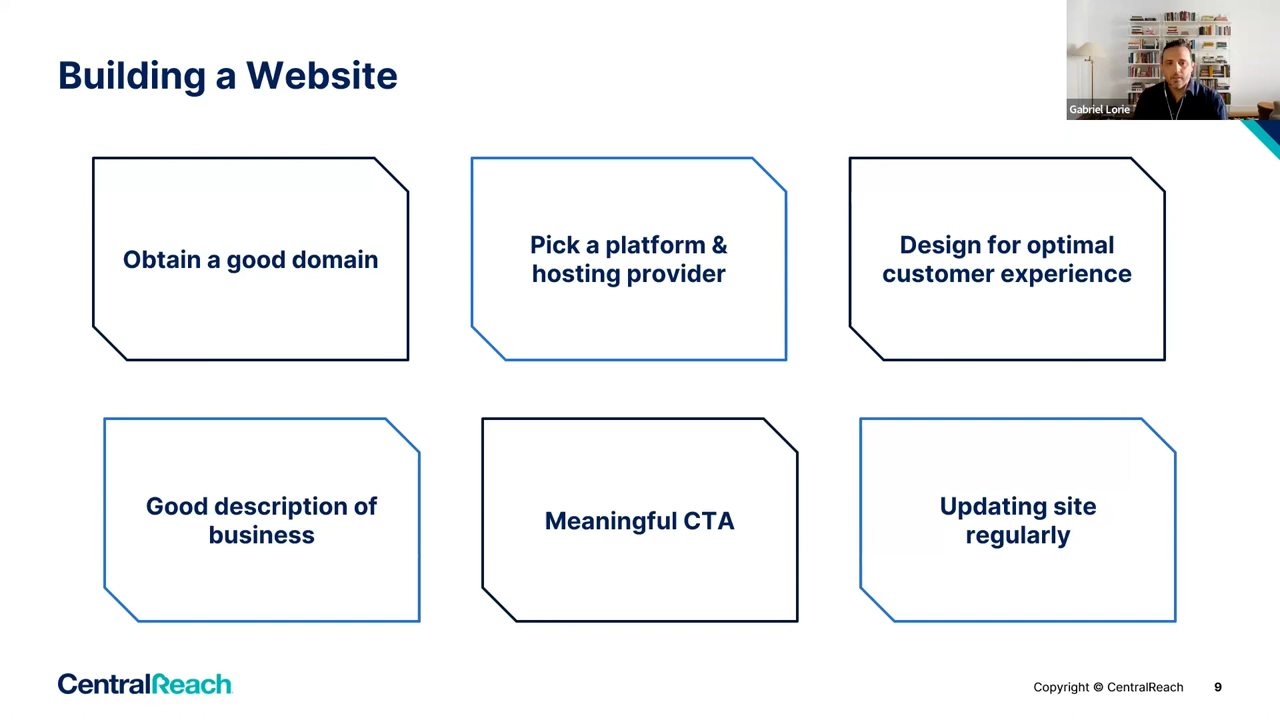 Building a Website
Gabriel Lorie
Obtain a good domain
Pick a platform &
hosting provider
Design for optimal
customer experience
Good description of
business
Meaningful CTA
Updating site
regularly
CentralReach
Copyright © CentralReach
9